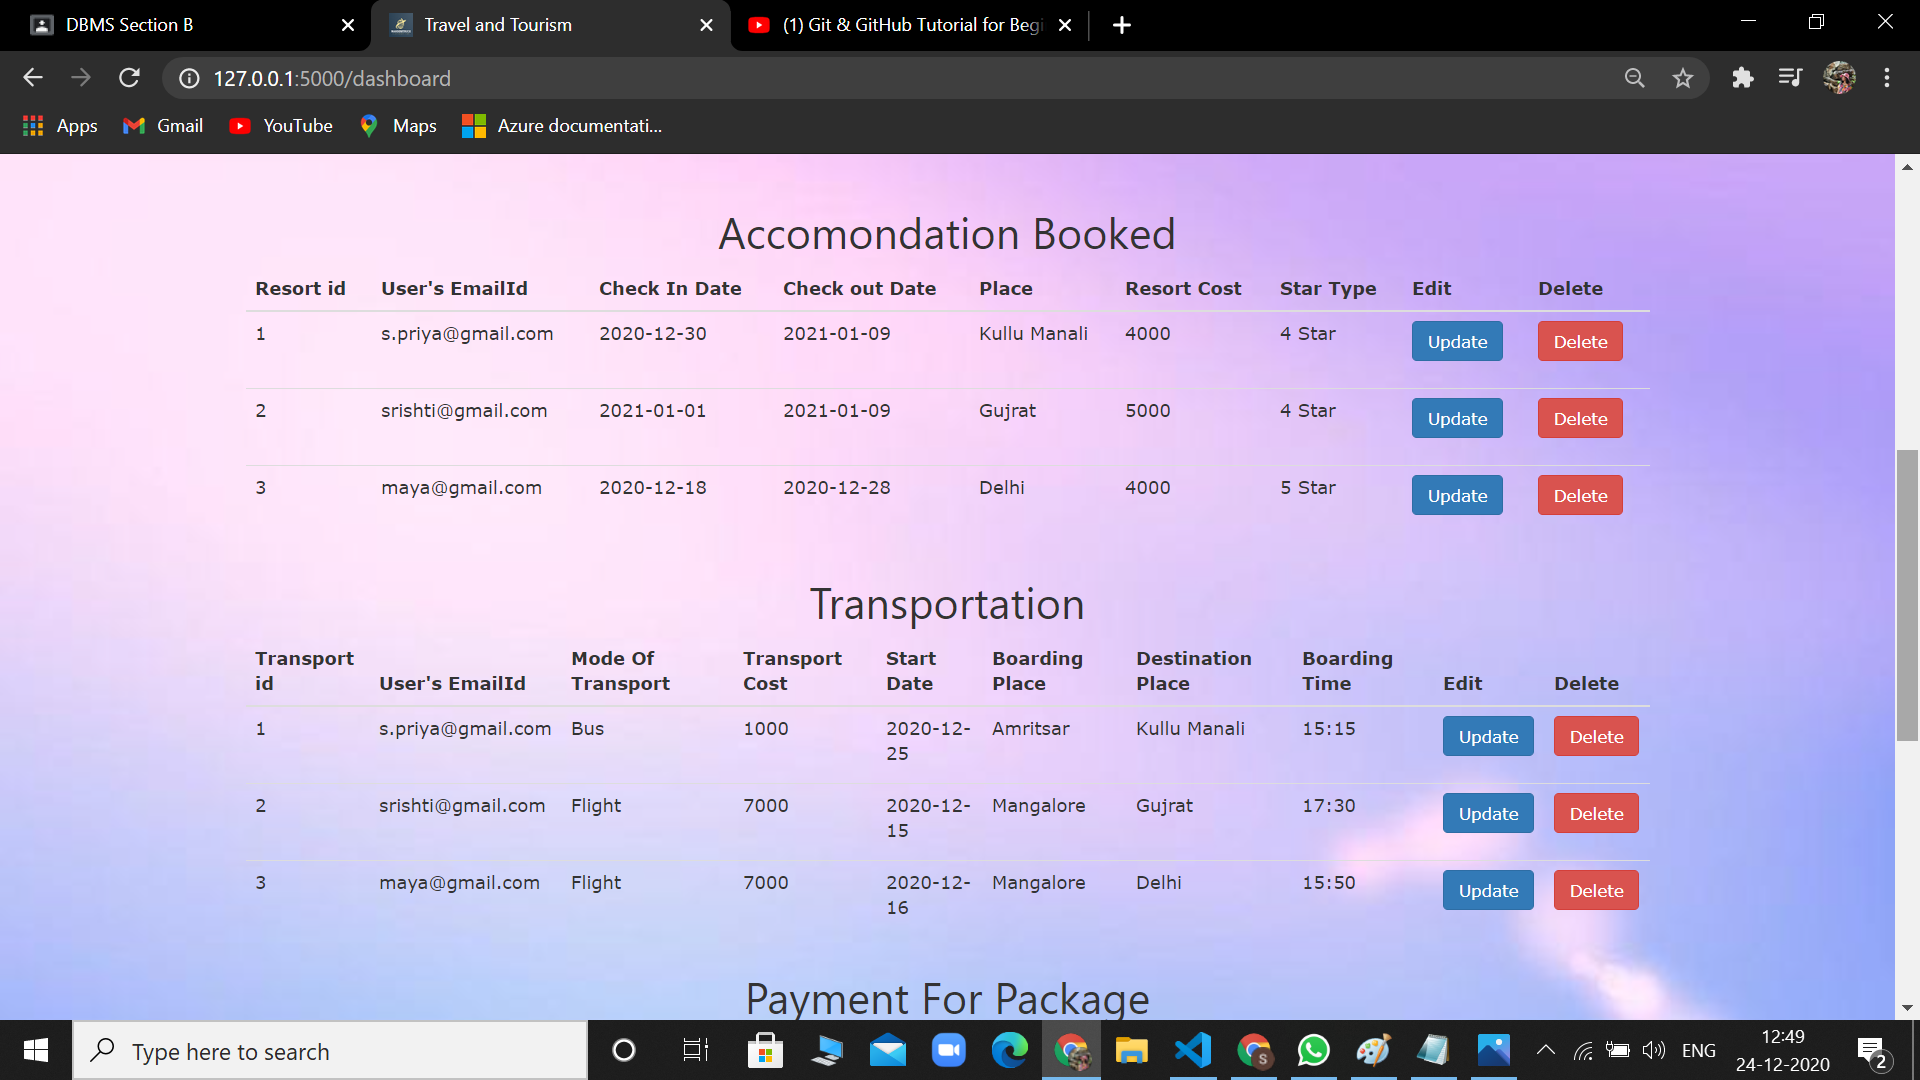 DBMS Section B
Travel and Tourism
(1) Git & GitHub Tutorial for Begi
127.0.0.1:5000/dashboard
Apps
Gmail
YouTube
Maps
Azure documentati...
Accomondation Booked
Resort id User's EmailId Check In Date Check out Date Place Resort Cost Star Type Edit Delete
1 s.priya@gmail.com 2020-12-30 2021-01-09 Kullu Manali 4000 4 Star Update Delete
2 srishti@gmail.com 2021-01-01 2021-01-09 Gujrat 5000 4 Star Update Delete
3 maya@gmail.com 2020-12-18 2020-12-28 Delhi 4000 5 Star Update Delete
Transportation
Transport Mode Of Transport Start Boarding Destination Boarding
id User's EmailId Transport Cost Date Place Place Time Edit Delete
1 s.priya@gmail.com Bus 1000 2020-12- Amritsar Kullu Manali 15:15 Update Delete
25
2 srishti@gmail.com Flight 7000 2020-12- Mangalore Gujrat 17:30 Update Delete
15
3 maya@gmail.com Flight 7000 2020-12- Mangalore Delhi 15:50 Update Delete
16
Payment For Package
Type here to search
S
ENG
12:49
24-12-2020
2